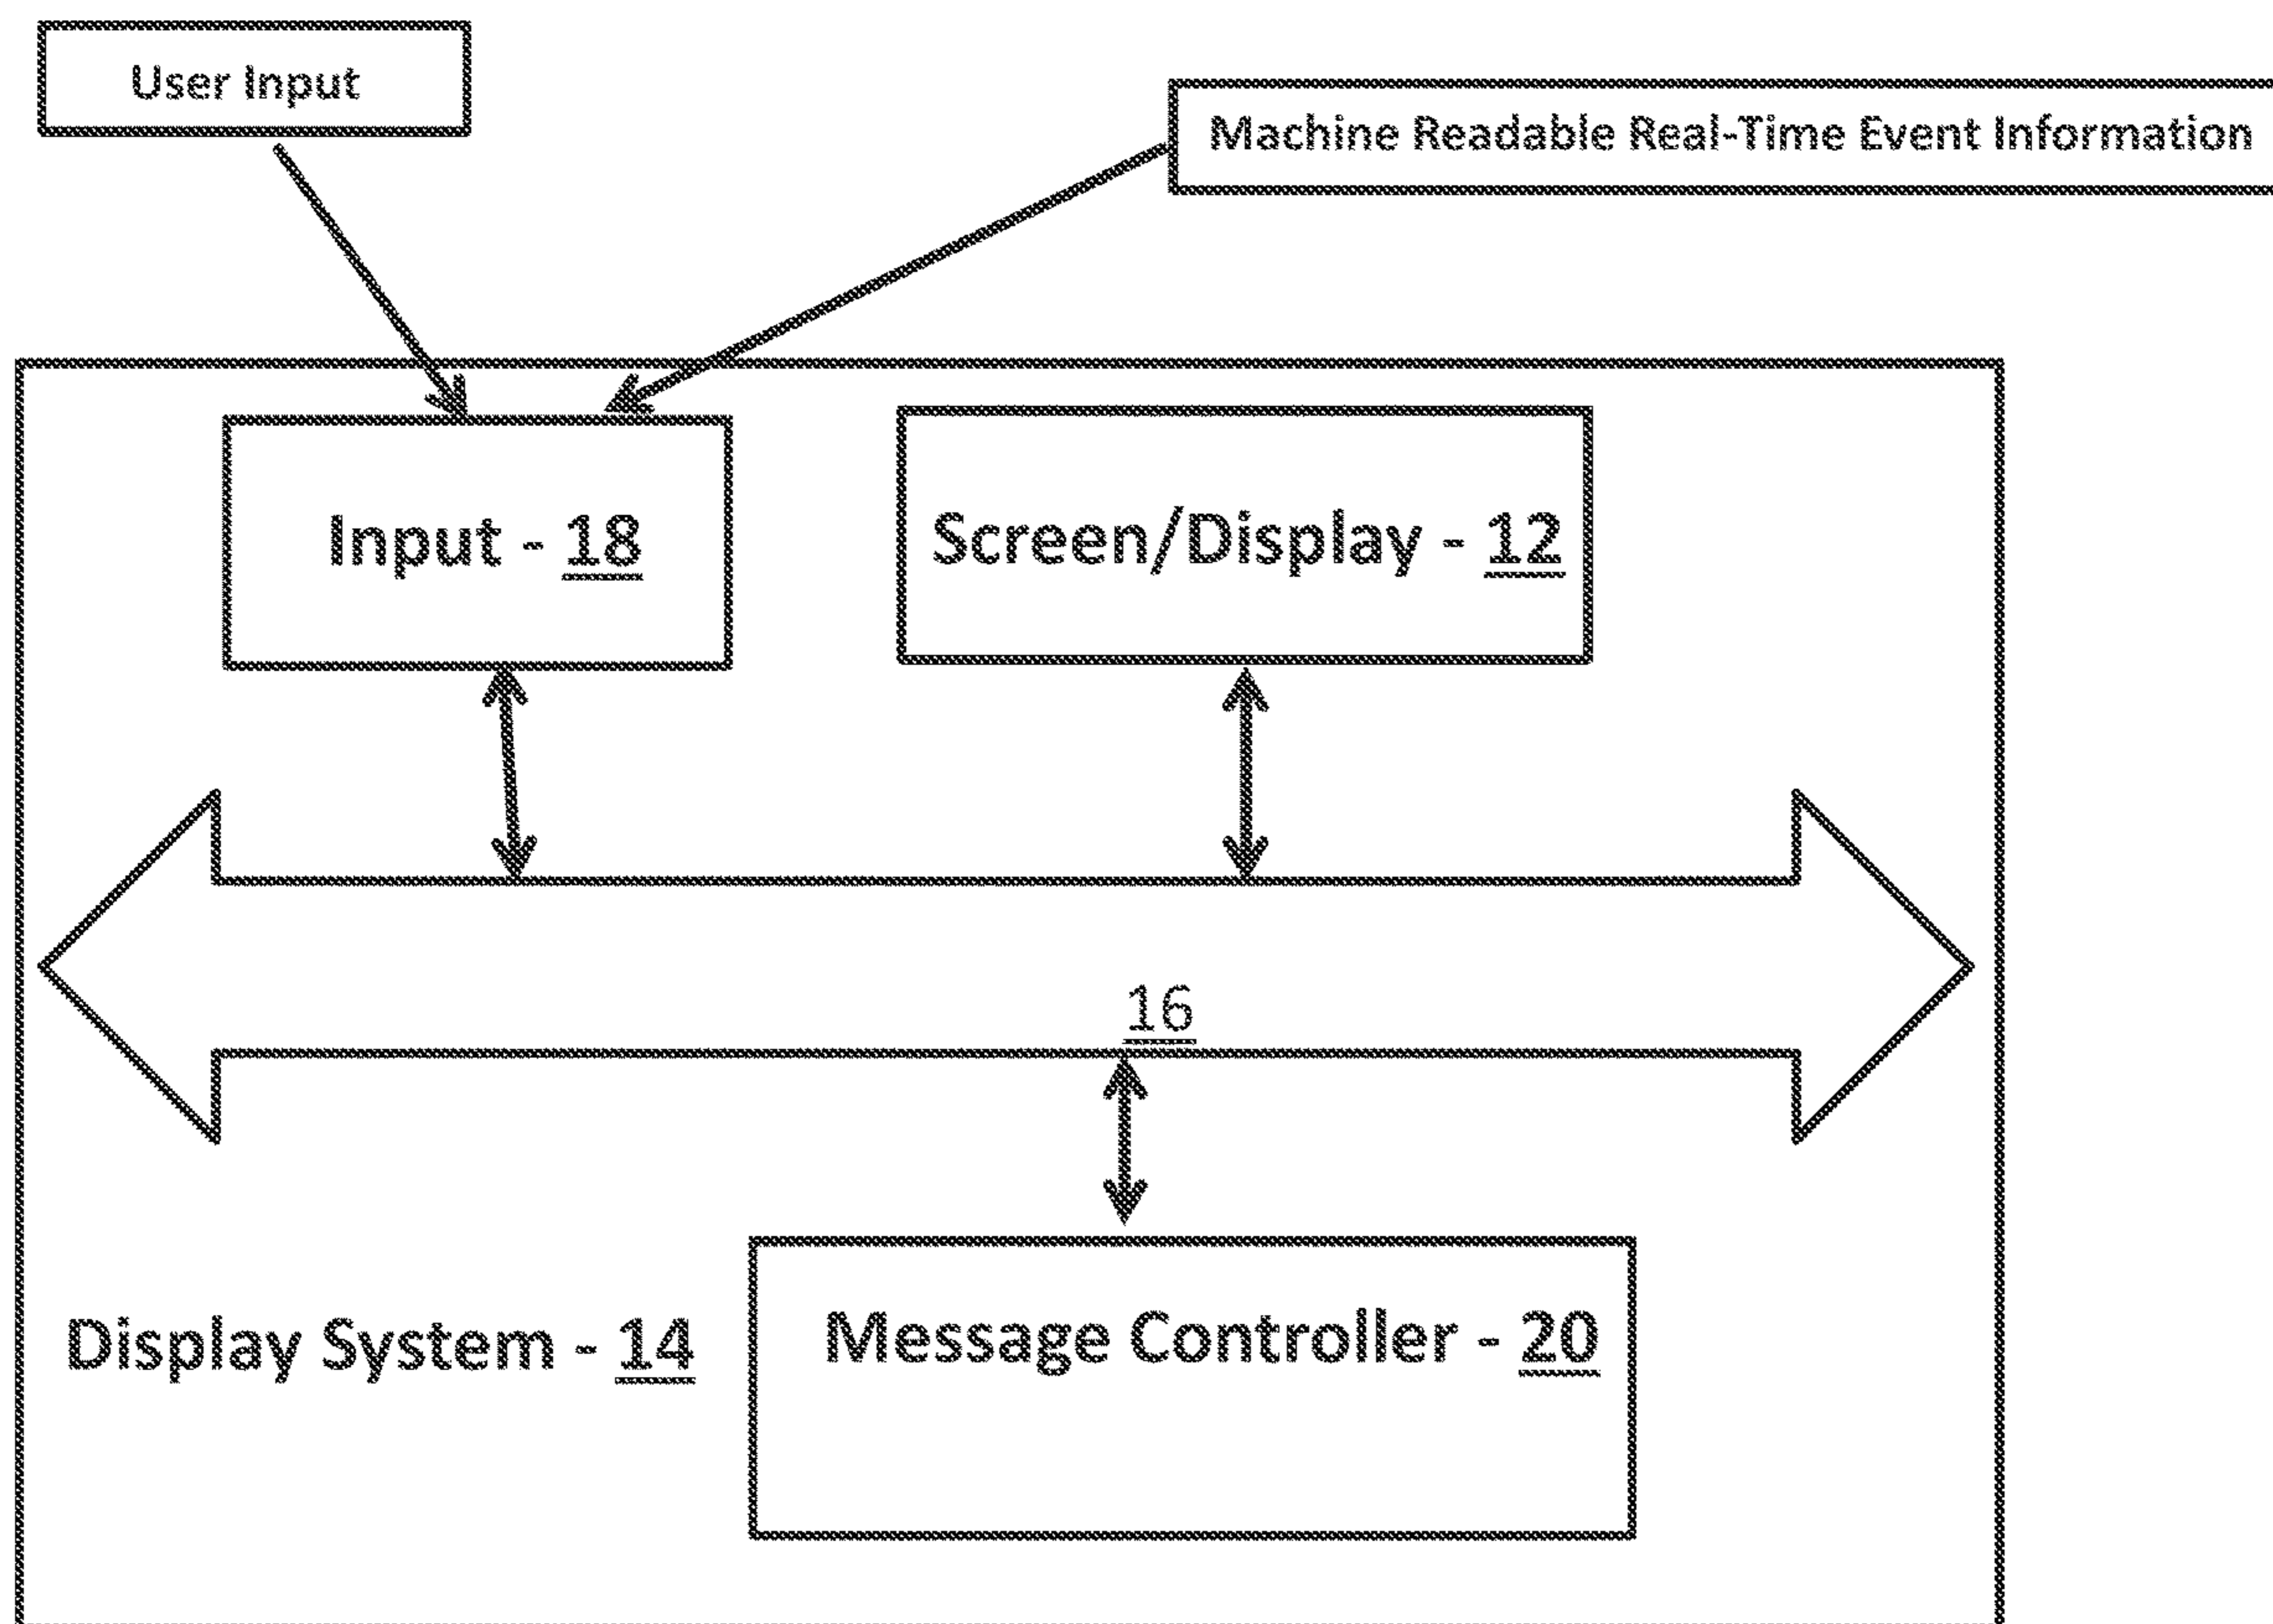 User Input
Machine Readable Real-Time Event Information
Input - 18
Screen/Display - 12
16
Display System - 14
Message Controller - 20